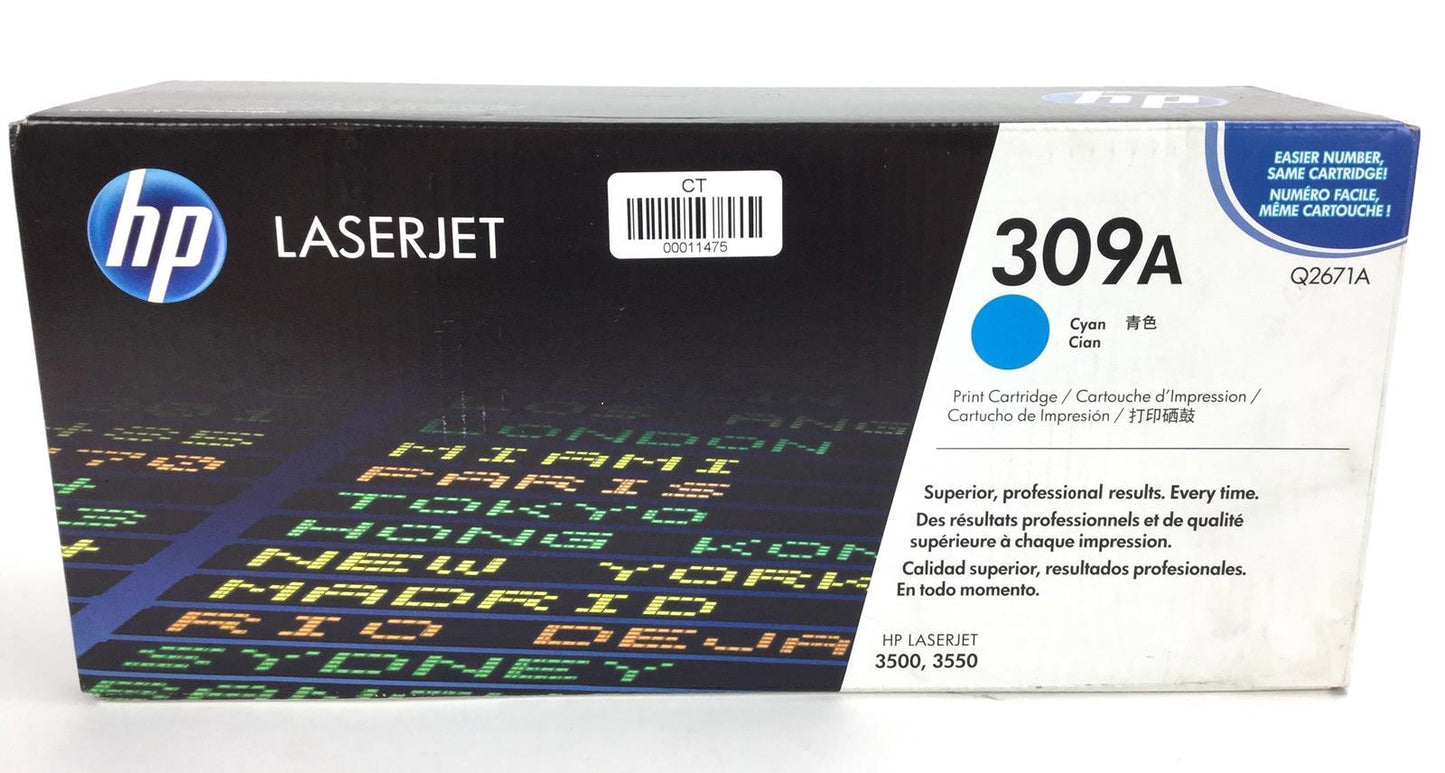 hp
hp
LASERJET
CT
00011475
EASIER NUMBER,
SAME CARTRIDGE!
NUMÉRO FACILE,
MÊME CARTOUCHE !
309A
Q2671A
Cyan 青色
Cian
Print Cartridge / Cartouche d'Impression /
Cartucho de Impresión / 打印硒鼓
Superior, professional results. Every time.
Des résultats professionnels et de qualité
supérieure à chaque impression.
Calidad superior, resultados profesionales.
En todo momento.
HP LASERJET
3500, 3550
LONDON
MIAMI
PARIS
TOKYO
HONG KON
NEW YORK
MADRID
RIO DEJA
SYDNEY